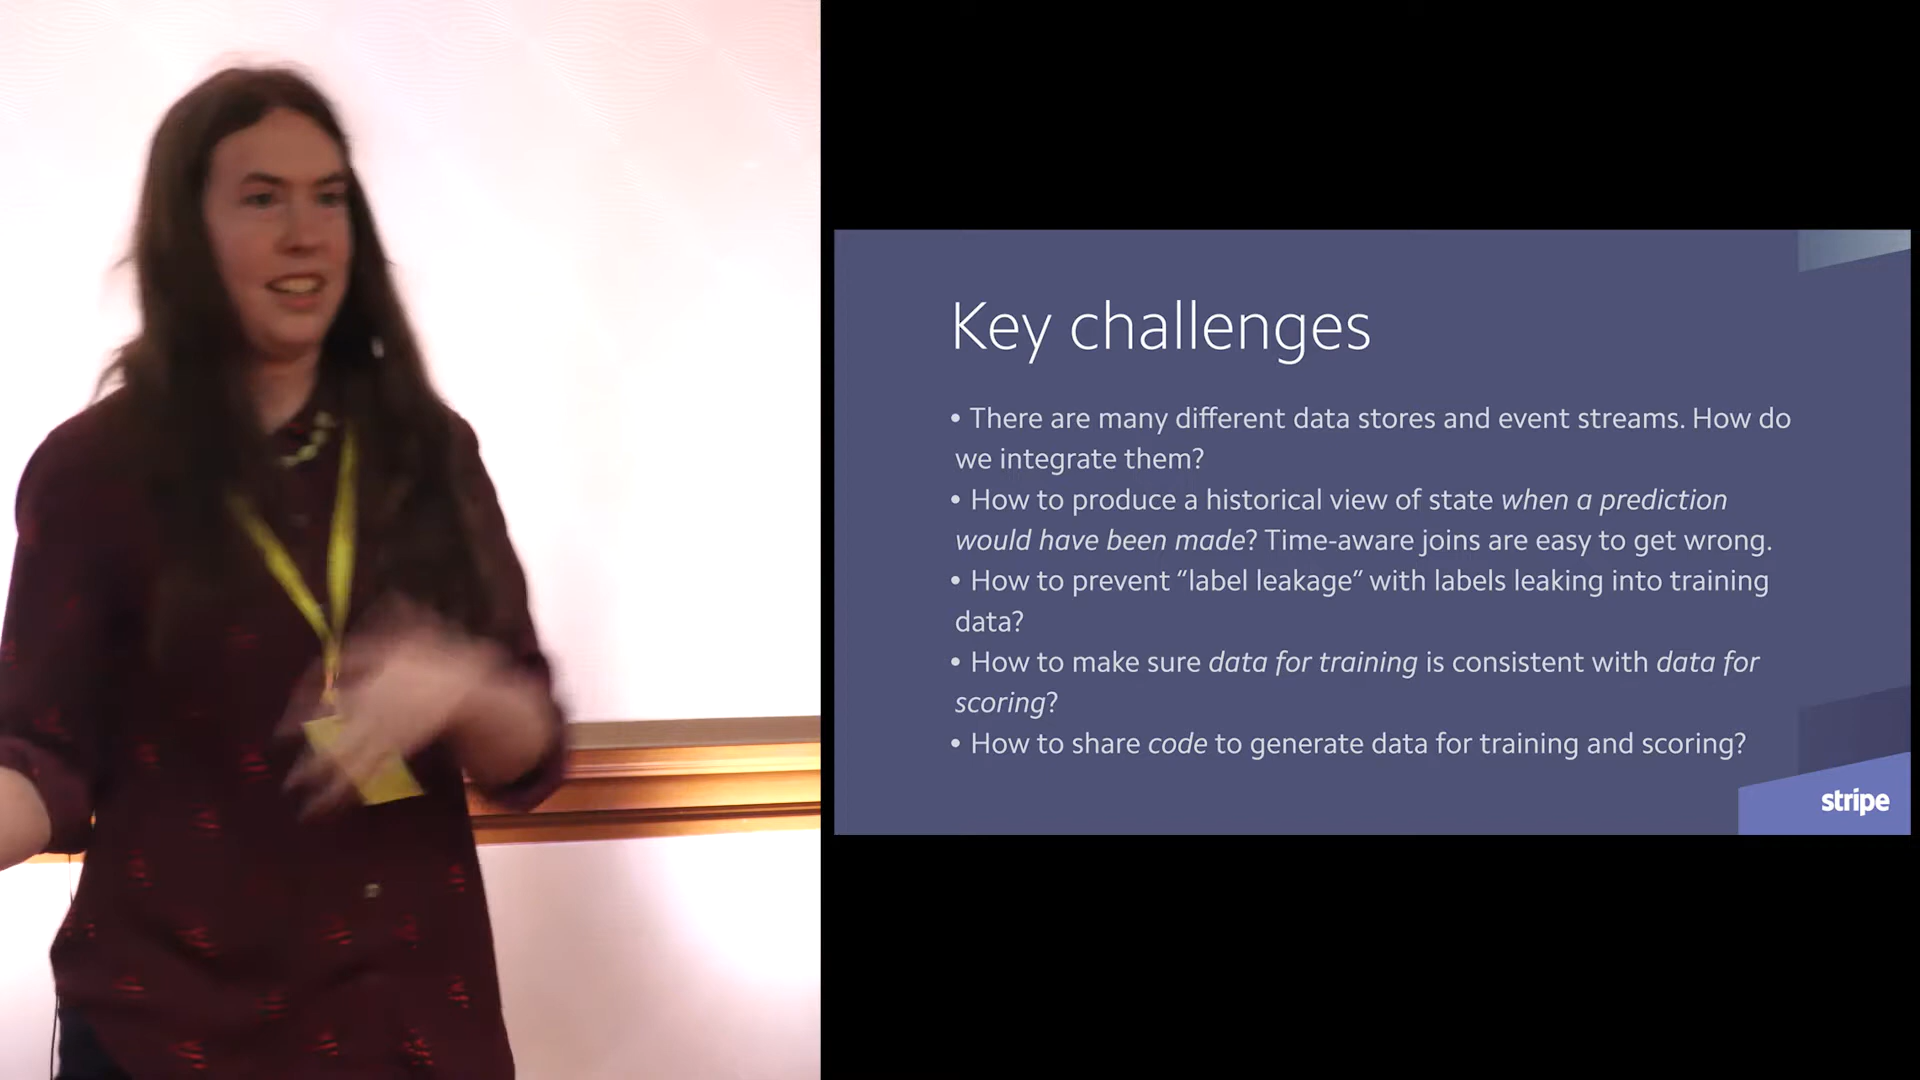 Key challenges
• There are many different data stores and event streams. How do
we integrate them?
• How to produce a historical view of state when a prediction
would have been made? Time-aware joins are easy to get wrong.
• How to prevent “label leakage” with labels leaking into training
data?
• How to make sure data for training is consistent with data for
scoring?
• How to share code to generate data for training and scoring?
stripe